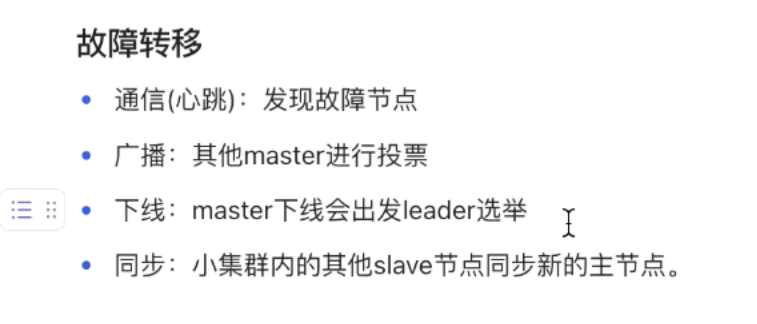 故障转移
通信(心跳)：发现故障节点
广播：其他master进行投票
下线：master下线会出发leader选举
同步：小集群内的其他slave节点同步新的主节点。